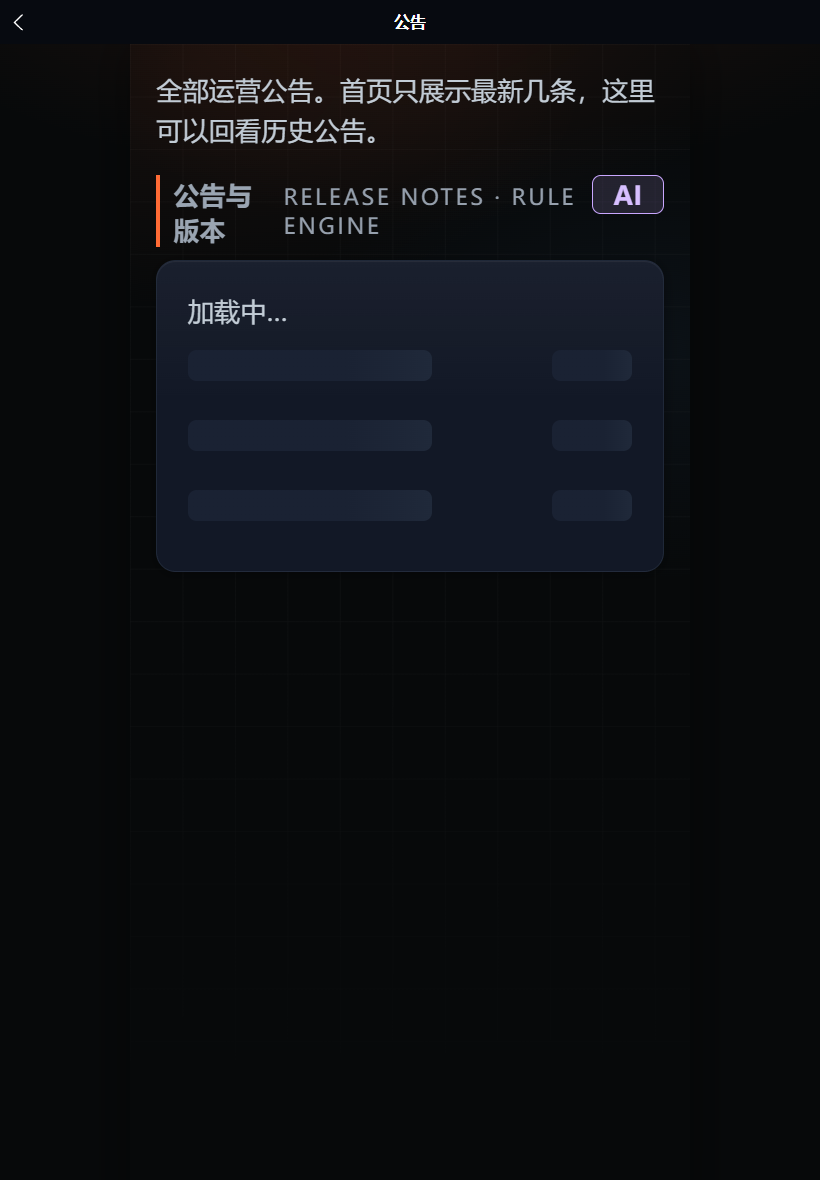 公告
全部运营公告。首页只展示最新几条，这里
可以回看历史公告。
公告与
版本
RELEASE NOTES · RULE
ENGINE
AI
加载中...